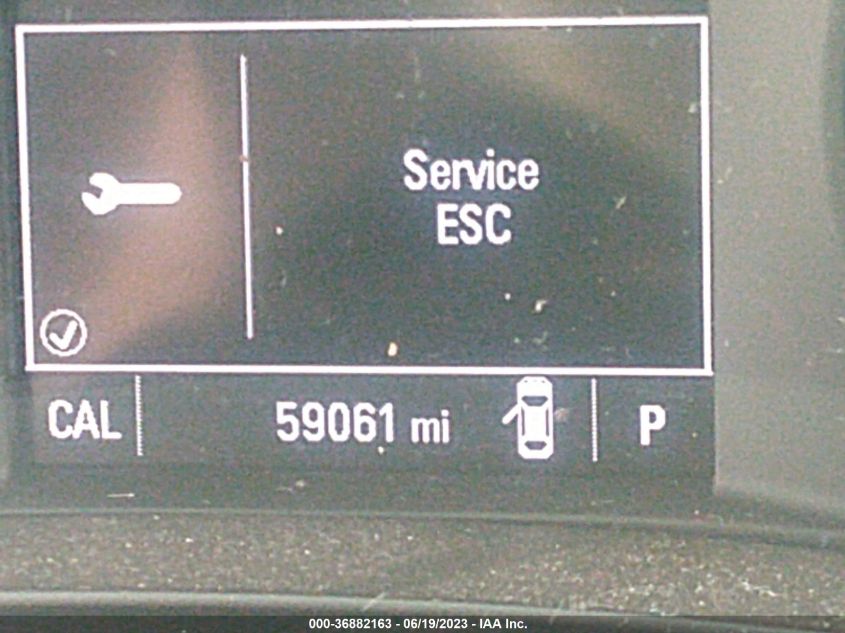 Service
ESC
CAL
59061 mi
P
000-36882163 - 06/19/2023 - IAA Inc.